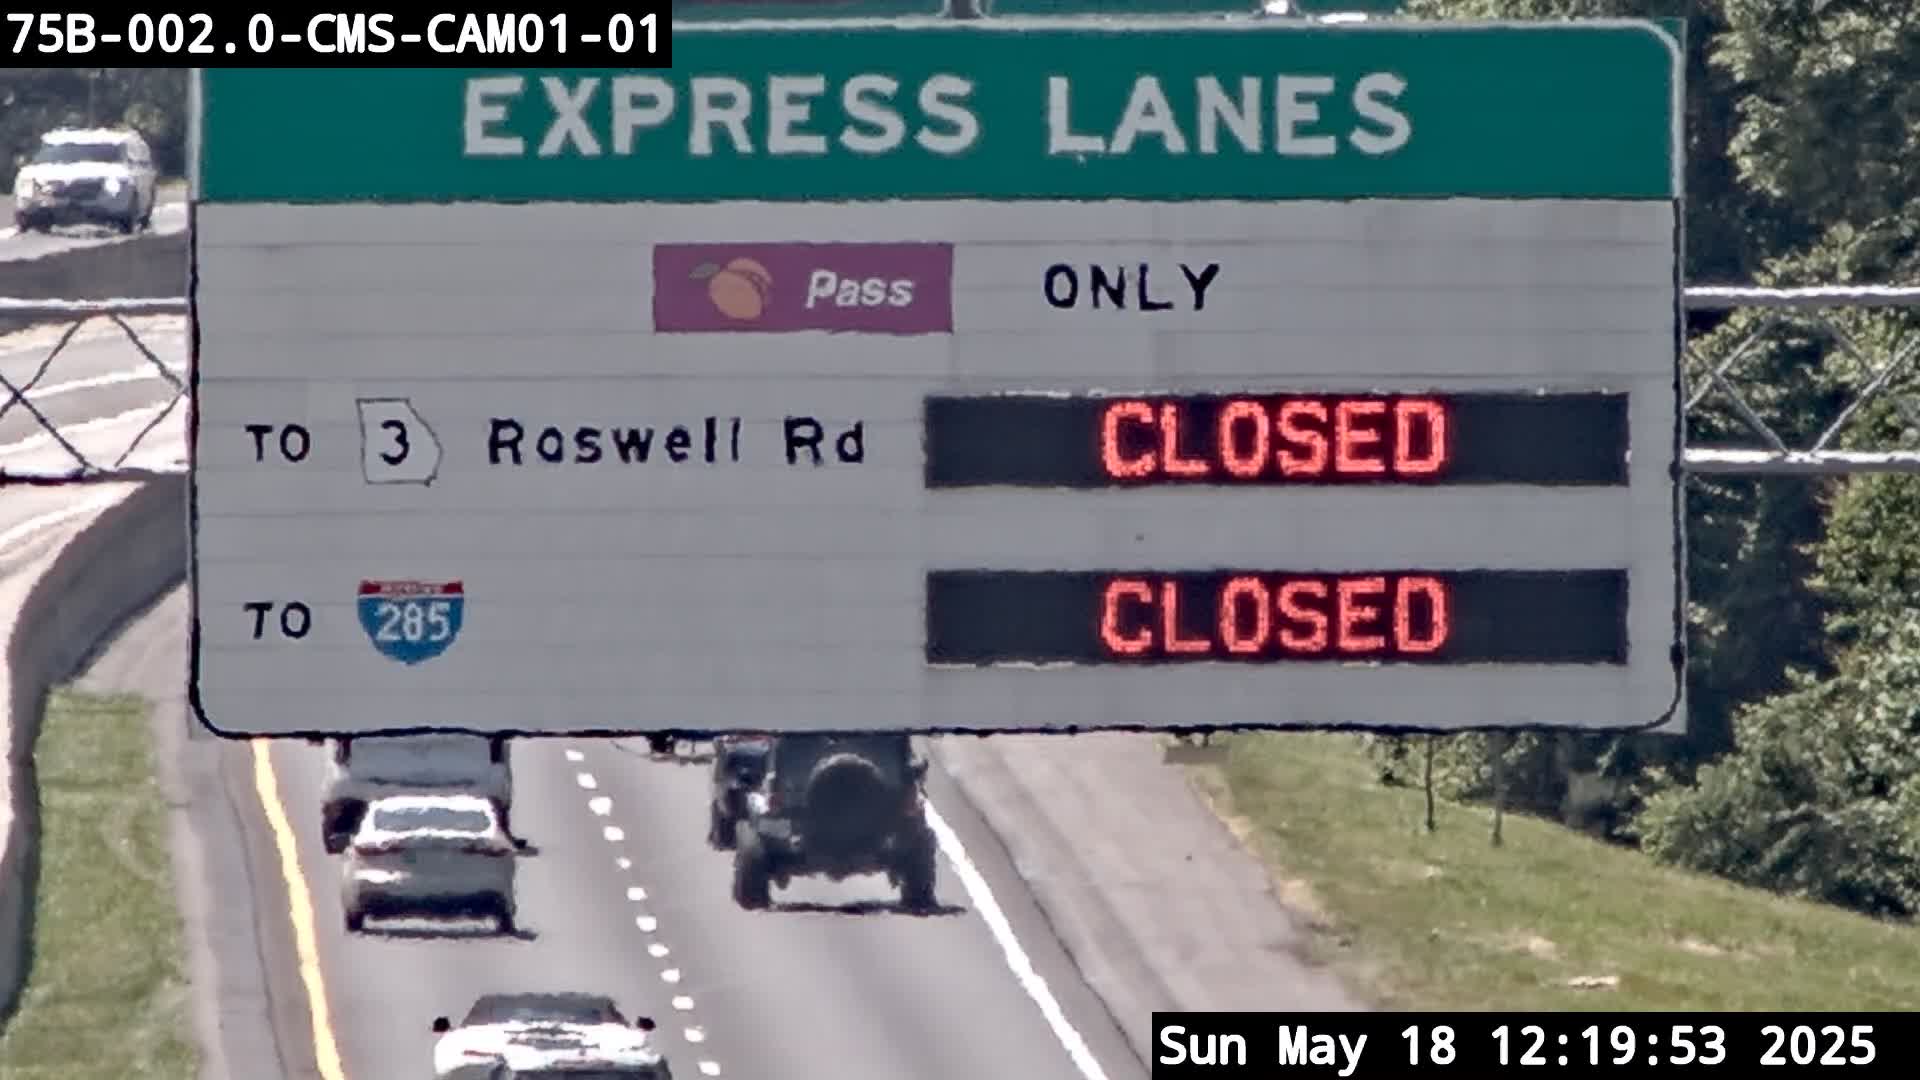 75B-002.0-CMS-CAM01-01
EXPRESS LANES
Pass ONLY
TO 3 Roswell Rd CLOSED
TO 285 CLOSED
Sun May 18 12:19:53 2025